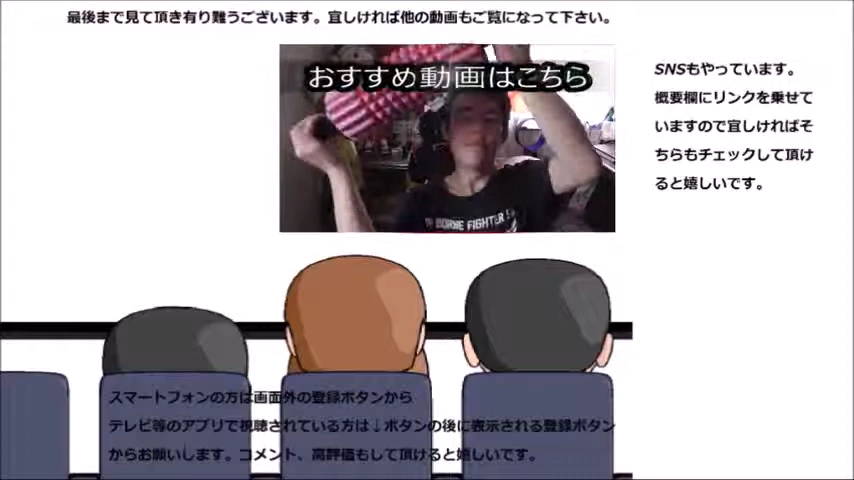 最後まで見て頂き有り難うございます。宜しければ他の動画もご覧になって下さい。
おすすめ動画はこちら
SNSもやっています。
概要欄にリンクを乗せて
いますので宜しければそ
ちらもチェックして頂け
ると嬉しいです。
BORNE FIGHTER
スマートフォンの方は画面外の登録ボタンから
テレビ等のアプリで視聴されている方は↓ボタンの後に表示される登録ボタン
からお願いします。コメント、高評価もして頂けると嬉しいです。